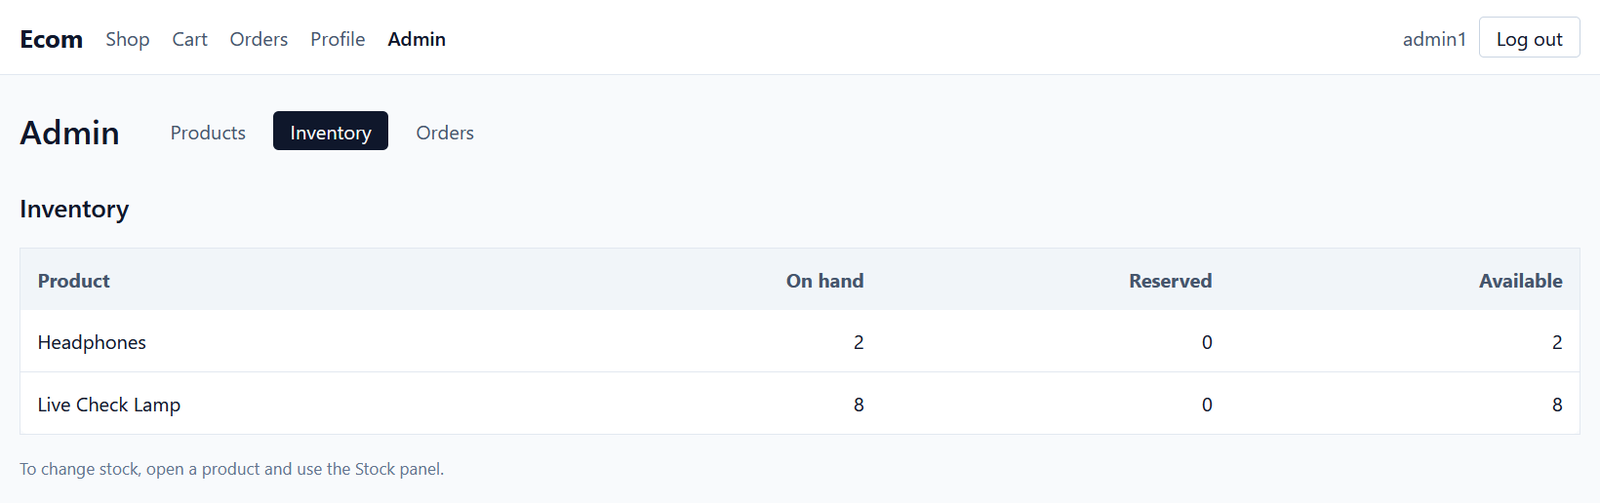 Ecom Shop Cart Orders Profile Admin admin1 Log out
Admin Products Inventory Orders
Inventory
Product On hand Reserved Available
Headphones 2 0 2
Live Check Lamp 8 0 8
To change stock, open a product and use the Stock panel.